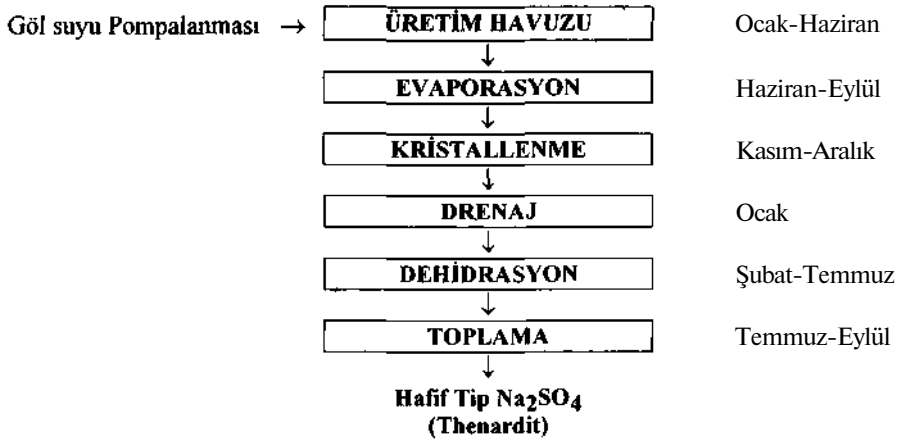 Göl suyu Pompalanması → ÜRETİM HAVUZU Ocak-Haziran
↓
EVAPORASYON Haziran-Eylül
↓
KRİSTALLENME Kasım-Aralık
↓
DRENAJ Ocak
↓
DEHİDRASYON Şubat-Temmuz
↓
TOPLAMA Temmuz-Eylül
↓
Hafif Tip Na₂SO₄
(Thenardit)